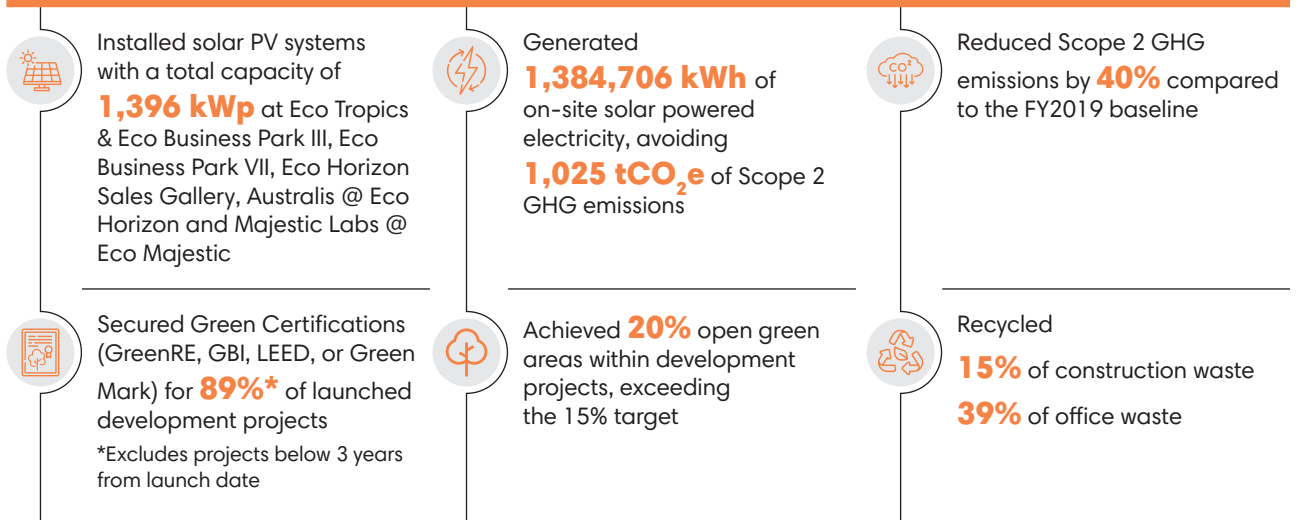 Installed solar PV systems
with a total capacity of
1,396 kWp at Eco Tropics
& Eco Business Park III, Eco
Business Park VII, Eco Horizon
Sales Gallery, Australis @ Eco
Horizon and Majestic Labs @
Eco Majestic
Generated
1,384,706 kWh of
on-site solar powered
electricity, avoiding
1,025 tCO₂e of Scope 2
GHG emissions
CO²
Reduced Scope 2 GHG
emissions by 40% compared
to the FY2019 baseline
Secured Green Certifications
(GreenRE, GBI, LEED, or Green
Mark) for 89%* of launched
development projects
*Excludes projects below 3 years
from launch date
Achieved 20% open green
areas within development
projects, exceeding
the 15% target
Recycled
15% of construction waste
39% of office waste